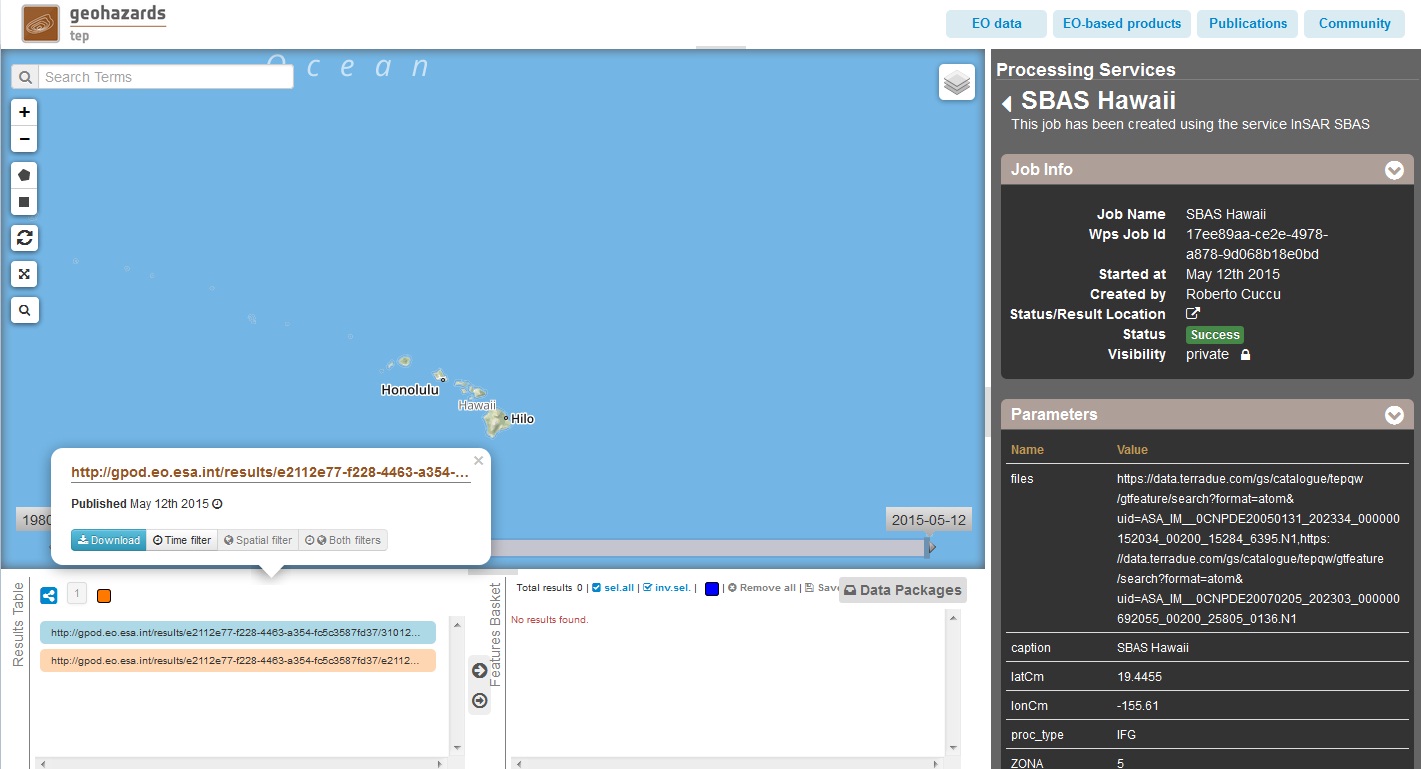 geohazards
tep
EO data
EO-based products
Publications
Community
Ocean
Search Terms
+
−
Honolulu
Hawaii
Hilo
http://gpod.eo.esa.int/results/e2112e77-f228-4463-a354-...
×
Published May 12th 2015
Download
Time filter
Spatial filter
Both filters
1980
2015-05-12
Results Table
1
http://gpod.eo.esa.int/results/e2112e77-f228-4463-a354-fc5c3587fd37/31012...
http://gpod.eo.esa.int/results/e2112e77-f228-4463-a354-fc5c3587fd37/e2112...
Features Basket
Total results 0 | sel.all | inv.sel. | Remove all | Save
Data Packages
No results found.
Processing Services
SBAS Hawaii
This job has been created using the service InSAR SBAS
Job Info
Job Name SBAS Hawaii
Wps Job Id 17ee89aa-ce2e-4978-
a878-9d068b18e0bd
Started at May 12th 2015
Created by Roberto Cuccu
Status/Result Location
Status Success
Visibility private
Parameters
Name Value
files https://data.terradue.com/gs/catalogue/tepqw
/gtfeature/search?format=atom&
uid=ASA_IM__0CNPDE20050131_202334_000000
152034_00200_15284_6395.N1,https:
//data.terradue.com/gs/catalogue/tepqw/gtfeature
/search?format=atom&
uid=ASA_IM__0CNPDE20070205_202303_000000
692055_00200_25805_0136.N1
caption SBAS Hawaii
latCm 19.4455
lonCm -155.61
proc_type IFG
ZONA 5